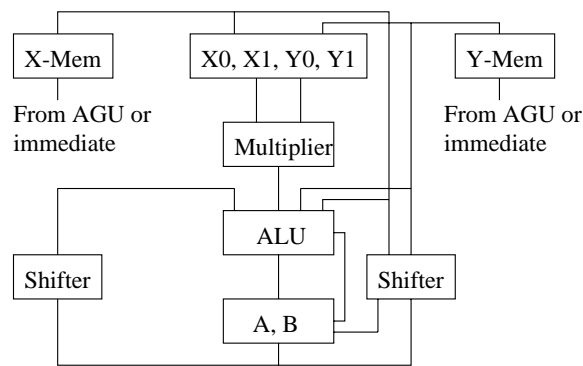 X-Mem
X0, X1, Y0, Y1
Y-Mem
From AGU or
immediate
From AGU or
immediate
Multiplier
ALU
Shifter
Shifter
A, B